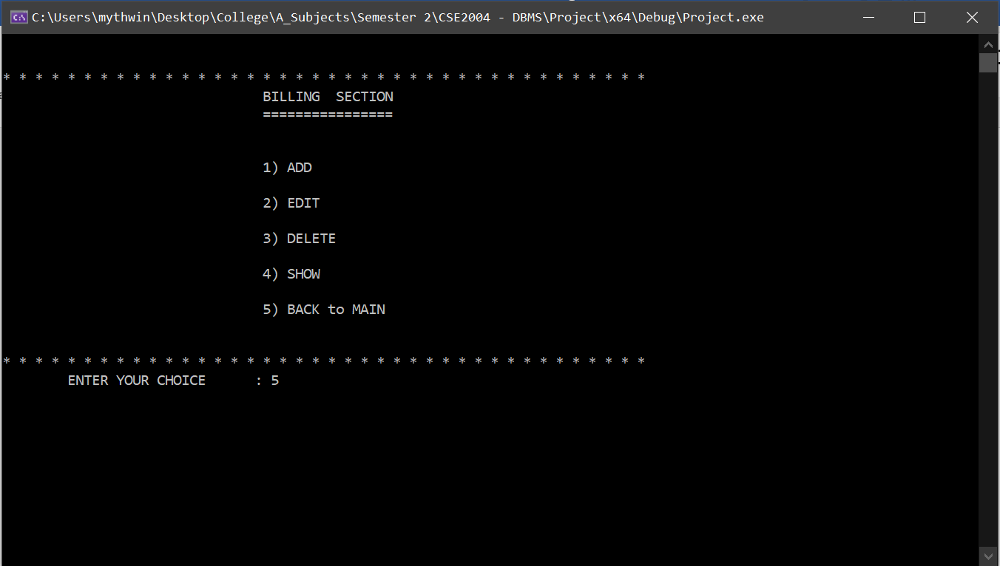 C:\Users\mythwin\Desktop\College\A_Subjects\Semester 2\CSE2004 - DBMS\Project\x64\Debug\Project.exe
* * * * * * * * * * * * * * * * * * * * * * * * * * * * * * * * * * * * * * * *
BILLING  SECTION
================
1) ADD
2) EDIT
3) DELETE
4) SHOW
5) BACK to MAIN
* * * * * * * * * * * * * * * * * * * * * * * * * * * * * * * * * * * * * * * *
ENTER YOUR CHOICE      : 5